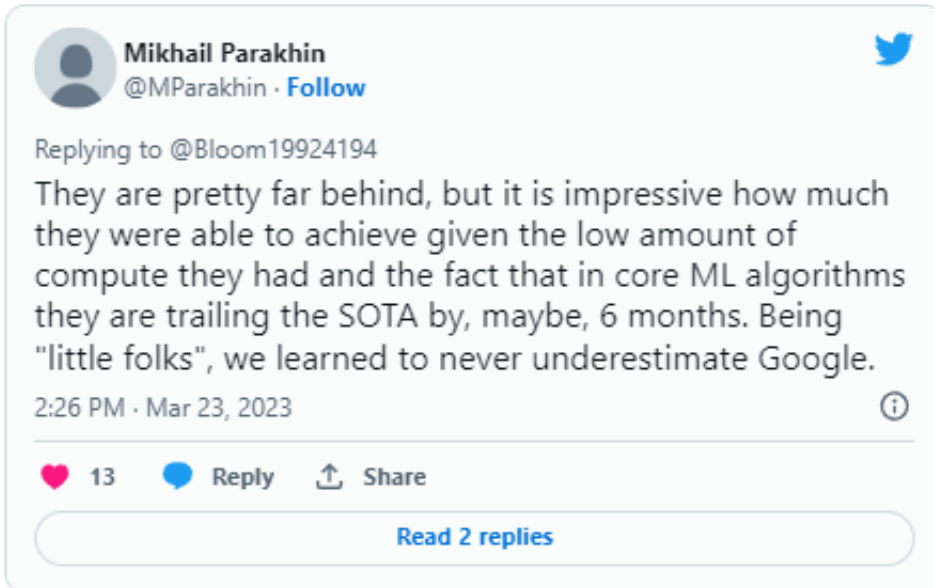 Mikhail Parakhin
@MParakhin · Follow
Replying to @Bloom19924194
They are pretty far behind, but it is impressive how much
they were able to achieve given the low amount of
compute they had and the fact that in core ML algorithms
they are trailing the SOTA by, maybe, 6 months. Being
"little folks", we learned to never underestimate Google.
2:26 PM · Mar 23, 2023
13 Reply Share
Read 2 replies